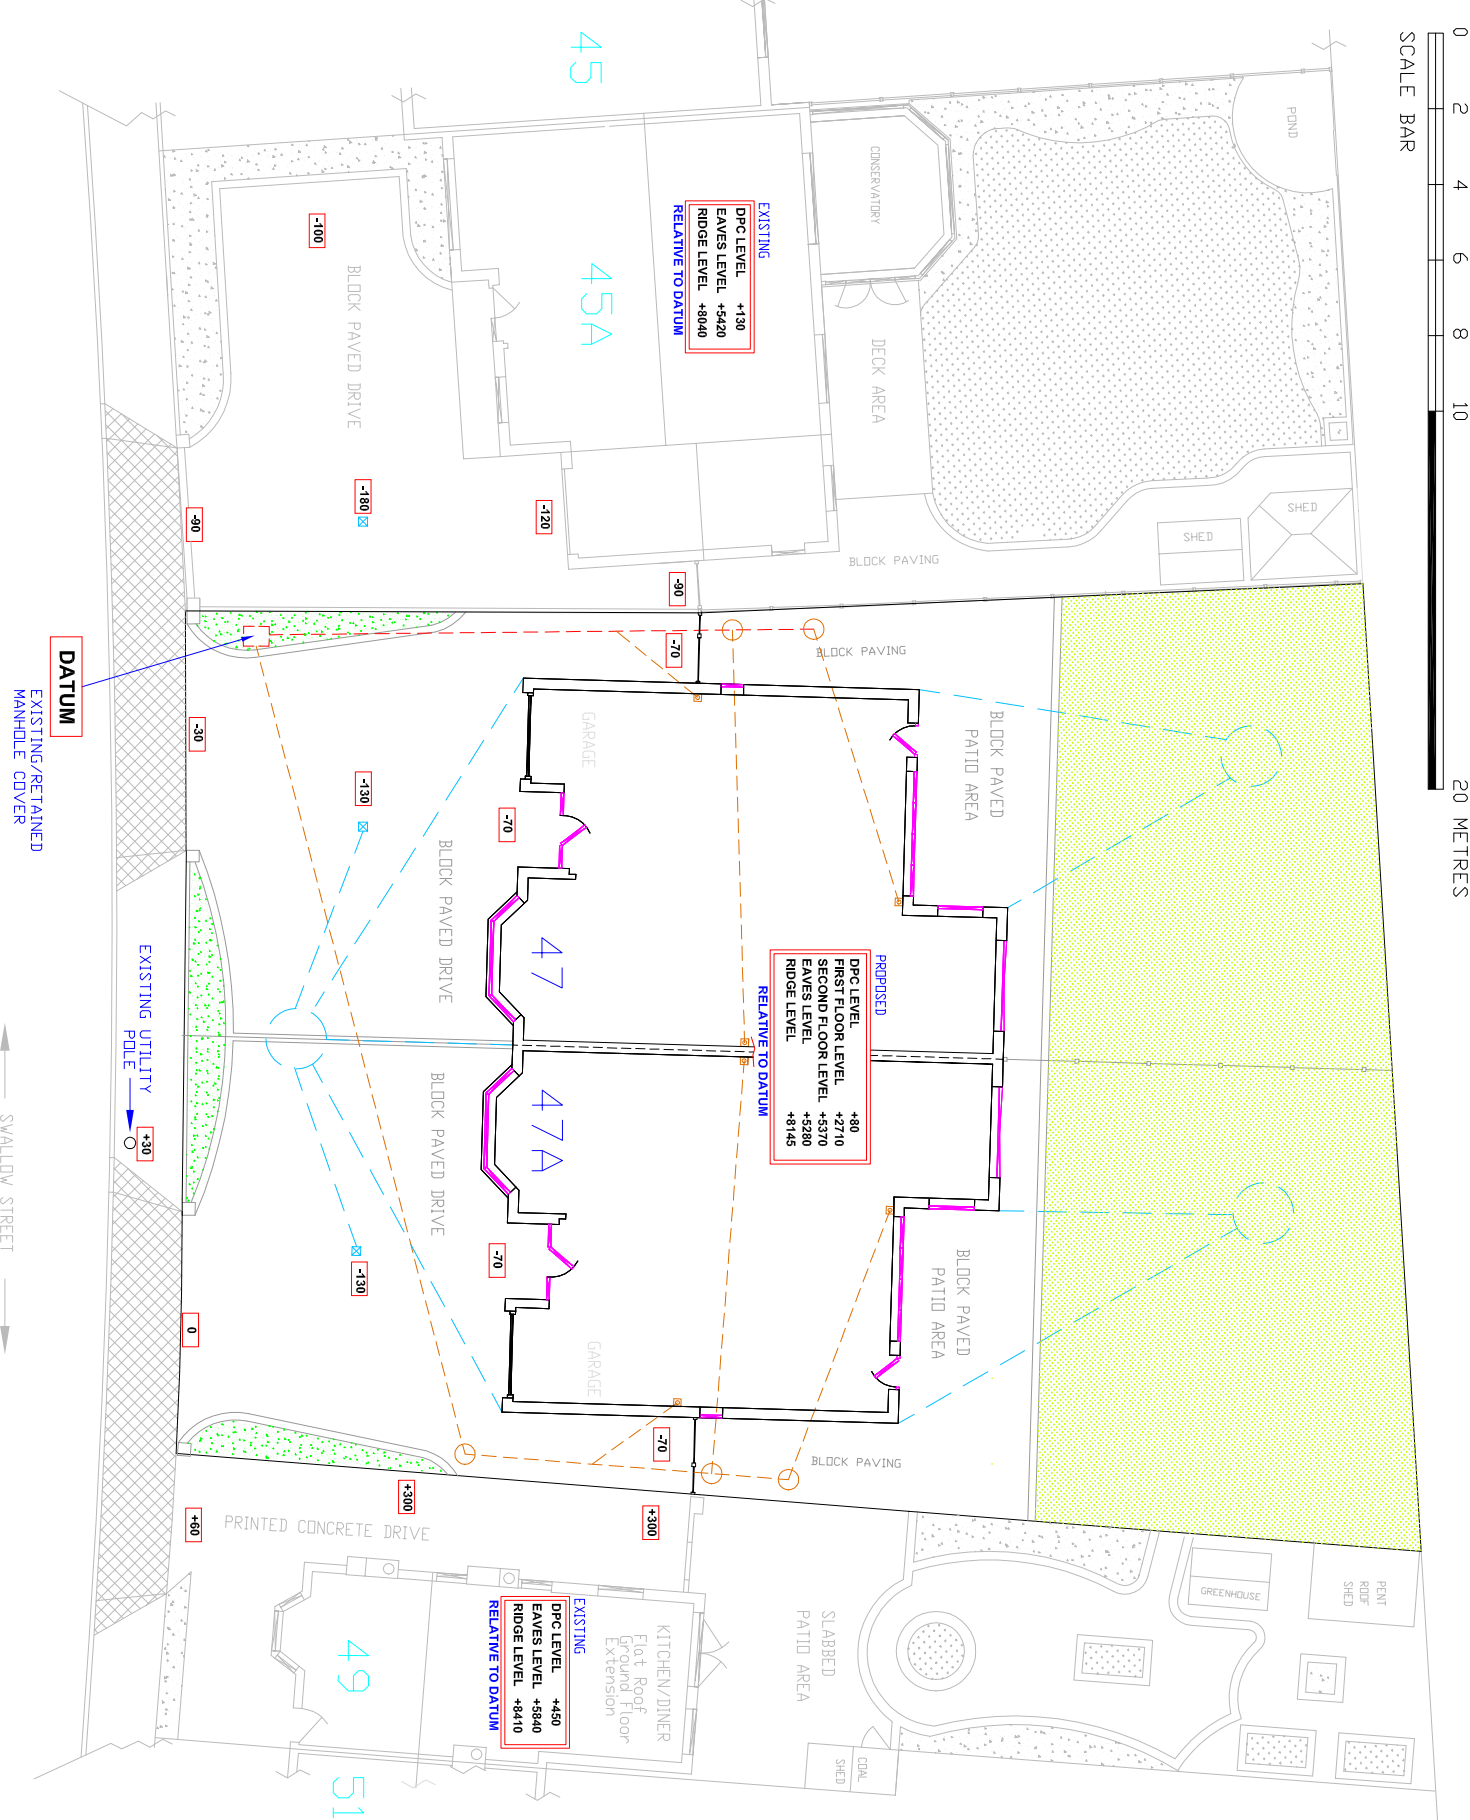 0 2 4 6 8 10 20 METRES
SCALE BAR
POND
CONSERVATORY
DECK AREA
SHED
SHED
BLOCK PAVING
45
45A
EXISTING
DPC LEVEL +130
EAVES LEVEL +5420
RIDGE LEVEL +8040
RELATIVE TO DATUM
-100
BLOCK PAVED DRIVE
-180
-120
-90
-90
DATUM
EXISTING/RETAINED
MANHOLE COVER
-70
BLOCK PAVING
BLOCK PAVED
PATIO AREA
GARAGE
-30
-130
-70
BLOCK PAVED DRIVE
47
PROPOSED
DPC LEVEL +80
FIRST FLOOR LEVEL +2710
SECOND FLOOR LEVEL +5370
EAVES LEVEL +5280
RIDGE LEVEL +8145
RELATIVE TO DATUM
EXISTING UTILITY
POLE
+30
SWALLOW STREET
47A
BLOCK PAVED DRIVE
-70
-130
0
BLOCK PAVED
PATIO AREA
GARAGE
-70
BLOCK PAVING
+300
+300
+60
PRINTED CONCRETE DRIVE
EXISTING
DPC LEVEL +450
EAVES LEVEL +5840
RIDGE LEVEL +8410
RELATIVE TO DATUM
KITCHEN/DINER
Flat Roof
Ground Floor
Extension
49
51
SLABBED
PATIO AREA
COAL
SHED
GREENHOUSE
PENT
ROOF
SHED